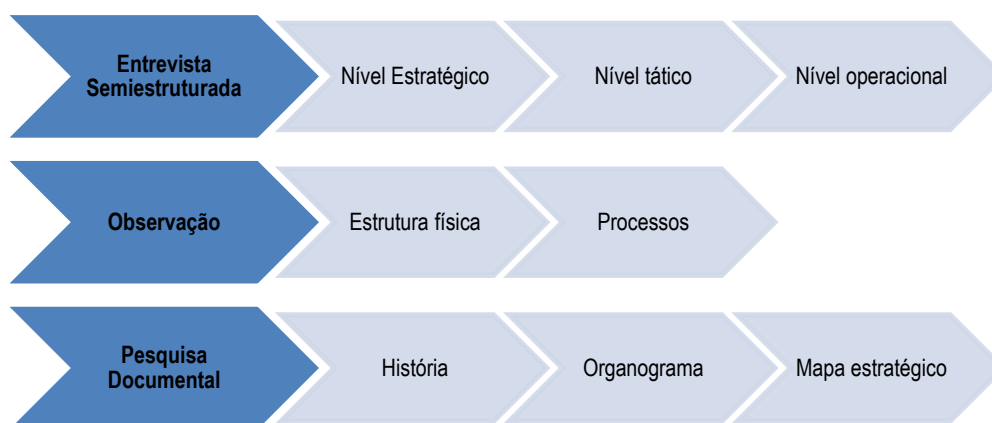 Entrevista
Semiestruturada
Nível Estratégico
Nível tático
Nível operacional
Observação
Estrutura física
Processos
Pesquisa
Documental
História
Organograma
Mapa estratégico